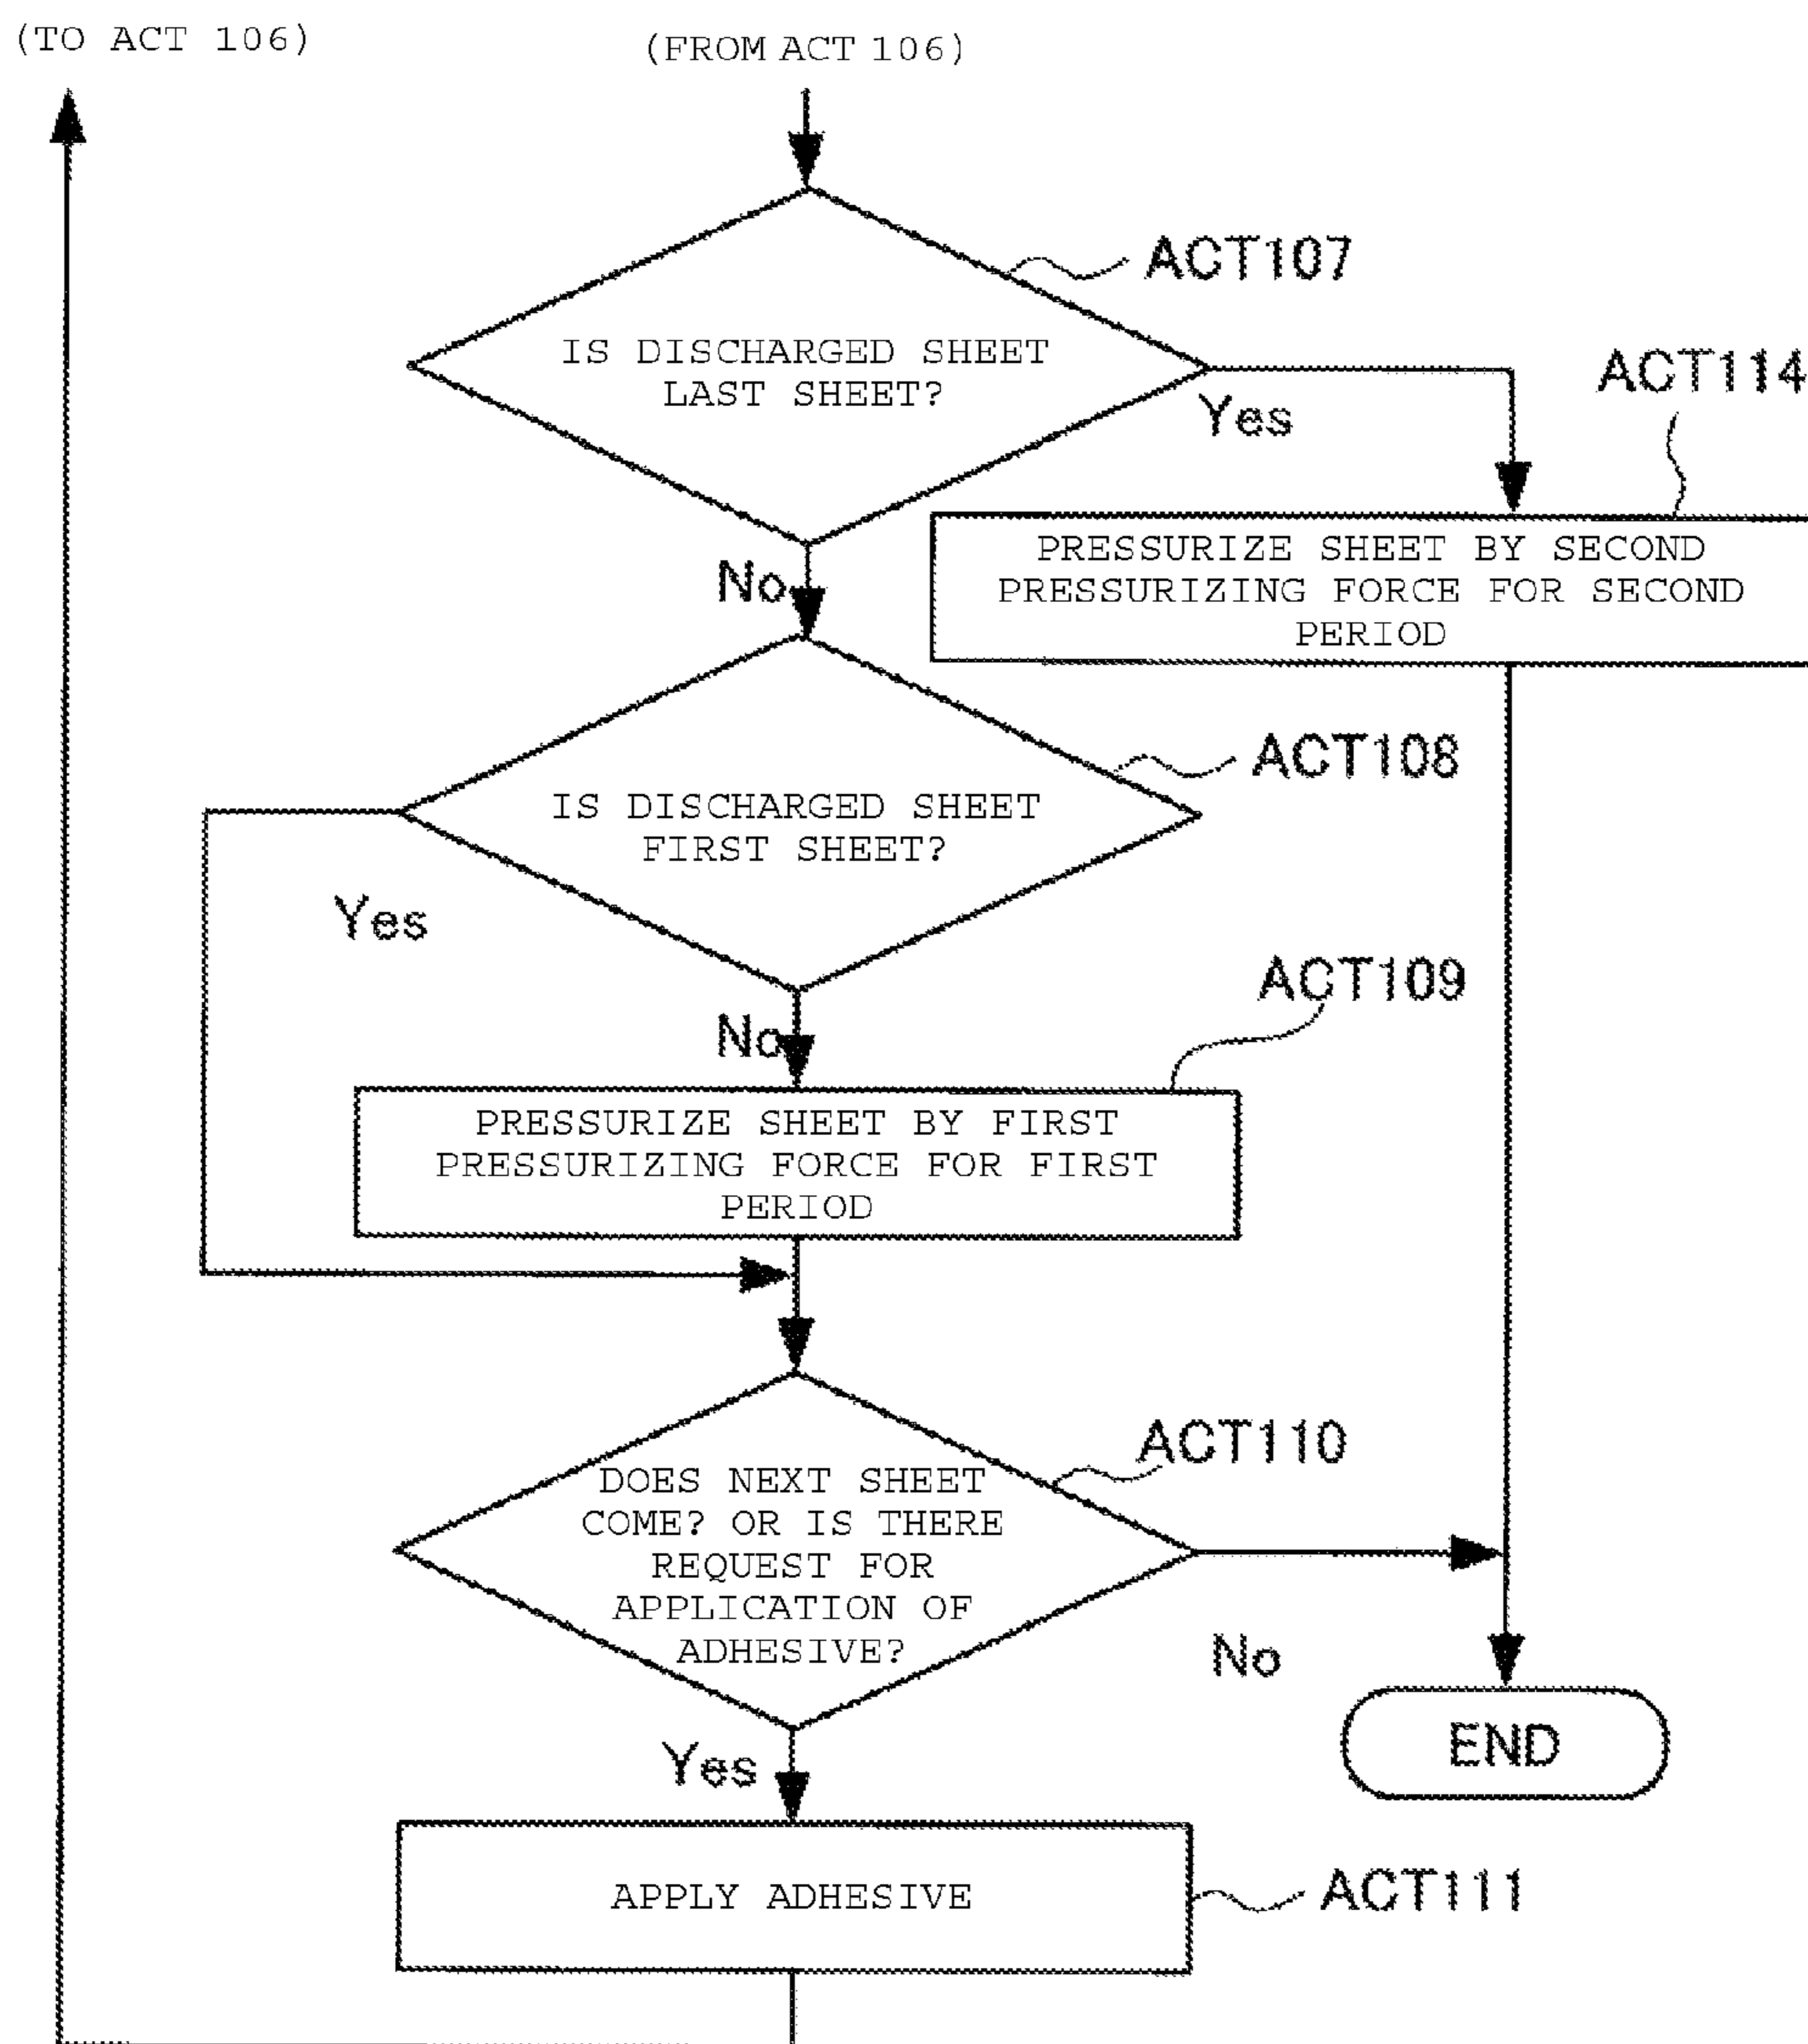 (TO ACT 106)
(FROM ACT 106)
ACT107
IS DISCHARGED SHEET
LAST SHEET?
Yes
ACT114
PRESSURIZE SHEET BY SECOND
PRESSURIZING FORCE FOR SECOND
PERIOD
No
ACT108
IS DISCHARGED SHEET
FIRST SHEET?
Yes
No
ACT109
PRESSURIZE SHEET BY FIRST
PRESSURIZING FORCE FOR FIRST
PERIOD
ACT110
DOES NEXT SHEET
COME? OR IS THERE
REQUEST FOR
APPLICATION OF
ADHESIVE?
No
END
Yes
APPLY ADHESIVE
ACT111